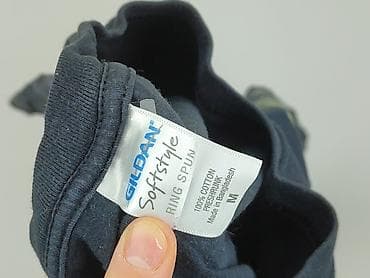 GILDAN
Softstyle
RING SPUN
100% COTTON
PRESHRUNK
Made in Bangladesh
M